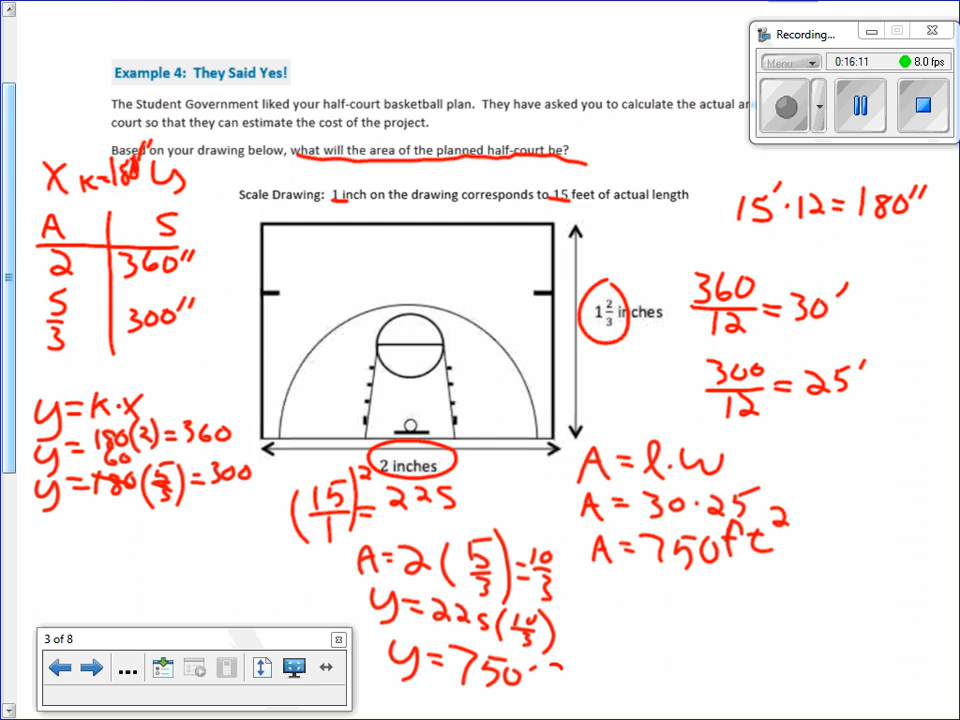 Recording...
Menu
0:16:11
8.0 fps
Example 4: They Said Yes!
The Student Government liked your half-court basketball plan. They have asked you to calculate the actual
court so that they can estimate the cost of the project.
Based on your drawing below, what will the area of the planned half-court be?
Scale Drawing: 1 inch on the drawing corresponds to 15 feet of actual length
X K=180" y
A S
2 360"
5/3 300"
y = K·X
y = 180(2) = 360
60
y = 180(5/3) = 300
1 2/3 inches
2 inches
15'·12 = 180"
360/12 = 30'
300/12 = 25'
A = l·w
A = 30·25
A = 750ft²
(15/1)² = 225
A = 2(5/3) = 10/3
y = 225(10/3)
y = 750
3 of 8